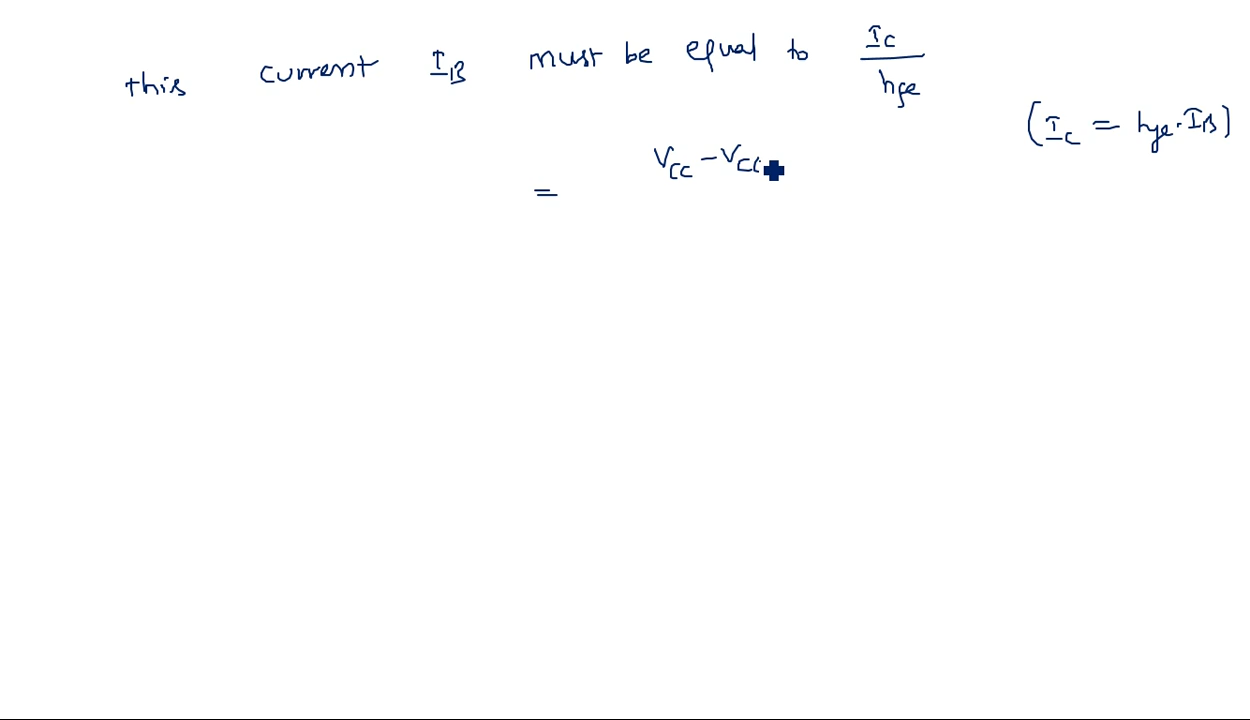 this current I_B must be equal to I_C / h_fe
(I_C = h_fe · I_B)
= V_CC - V_CC